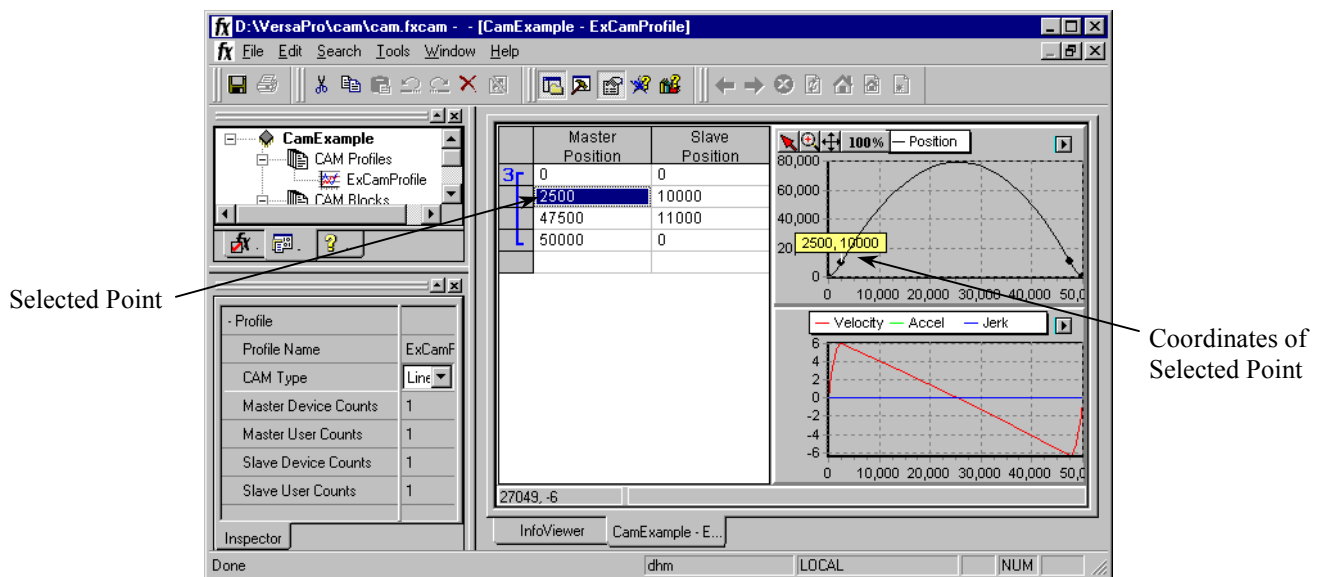 D:\VersaPro\cam\cam.fxcam - - [CamExample - ExCamProfile]
File Edit Search Tools Window Help
CamExample
CAM Profiles
ExCamProfile
CAM Blocks
Master Position Slave Position
3
0 0
2500 10000
47500 11000
50000 0
100% Position
80,000
60,000
40,000
20
2500, 10000
0
0 10,000 20,000 30,000 40,000 50,0
Velocity Accel Jerk
6
4
2
0
-2
-4
-6
0 10,000 20,000 30,000 40,000 50,0
Selected Point
Coordinates of
Selected Point
- Profile
Profile Name ExCamF
CAM Type Line
Master Device Counts 1
Master User Counts 1
Slave Device Counts 1
Slave User Counts 1
Inspector
27049, -6
InfoViewer CamExample - E...
Done dhm LOCAL NUM